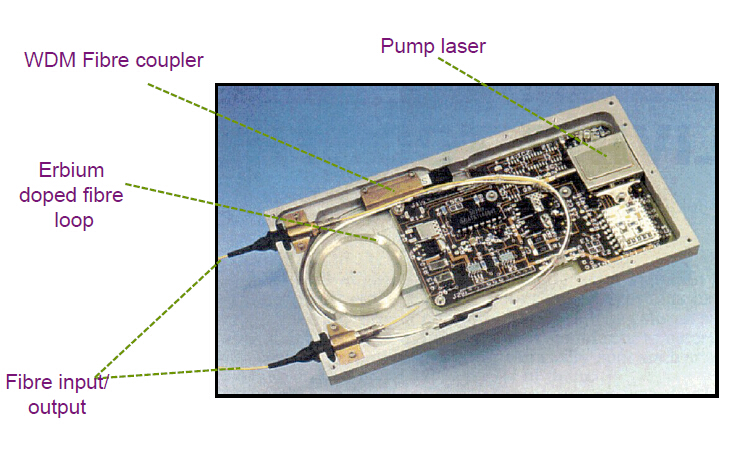 Pump laser
WDM Fibre coupler
Erbium
doped fibre
loop
Fibre input/
output